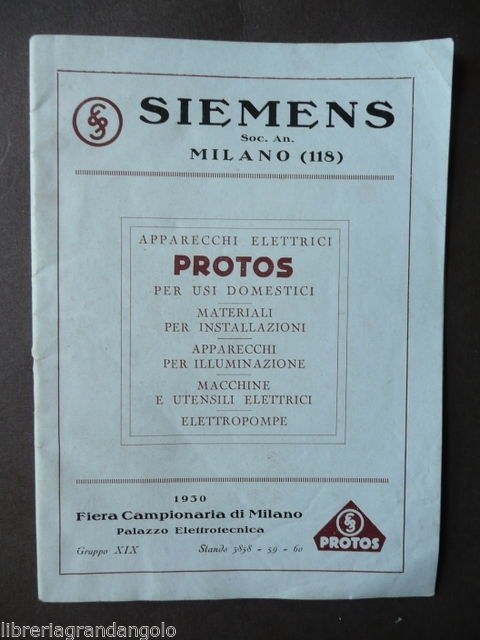 SIEMENS
Soc. An.
MILANO (118)
APPARECCHI ELETTRICI
PROTOS
PER USI DOMESTICI
MATERIALI
PER INSTALLAZIONI
APPARECCHI
PER ILLUMINAZIONE
MACCHINE
E UTENSILI ELETTRICI
ELETTROPOMPE
1930
Fiera Campionaria di Milano
Palazzo Elettrotecnica
Gruppo XIX Stands 3858 - 59 - 60
PROTOS
libreriagrandangolo